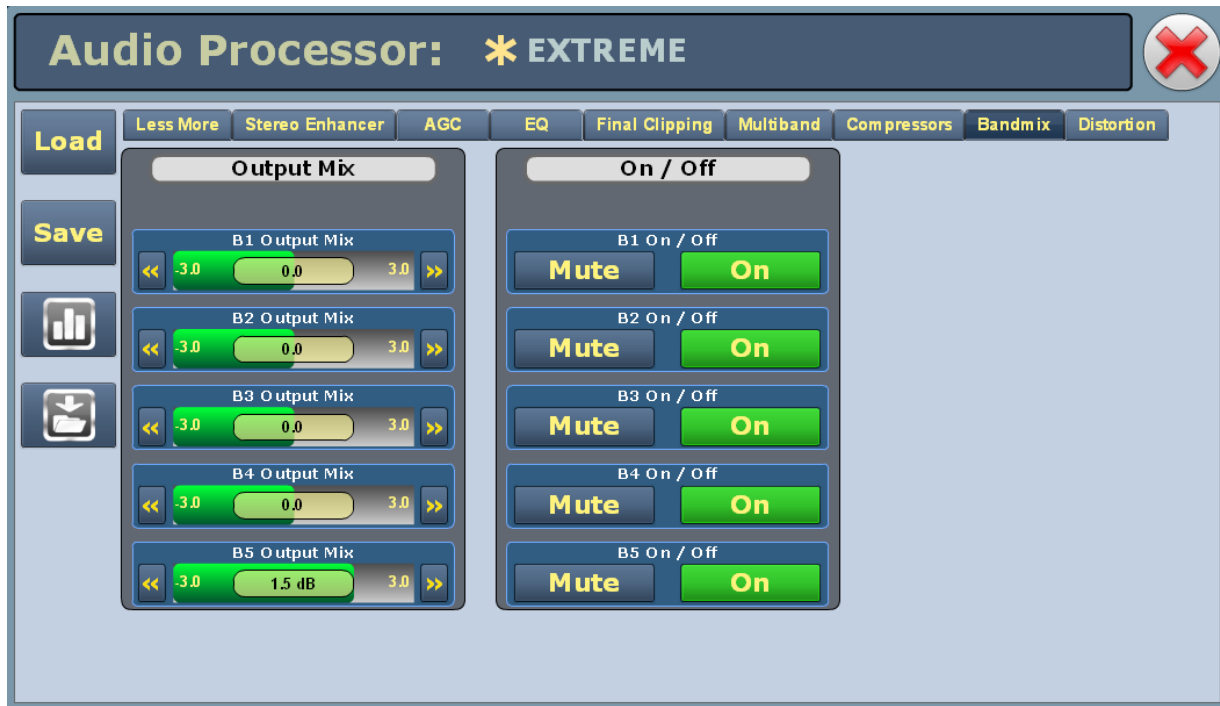 Audio Processor: * EXTREME
Load
Save
Less More Stereo Enhancer AGC EQ Final Clipping Multiband Compressors Bandmix Distortion
Output Mix
B1 Output Mix
<< -3.0 0.0 3.0 >>
B2 Output Mix
<< -3.0 0.0 3.0 >>
B3 Output Mix
<< -3.0 0.0 3.0 >>
B4 Output Mix
<< -3.0 0.0 3.0 >>
B5 Output Mix
<< -3.0 1.5 dB 3.0 >>
On / Off
B1 On / Off
Mute On
B2 On / Off
Mute On
B3 On / Off
Mute On
B4 On / Off
Mute On
B5 On / Off
Mute On